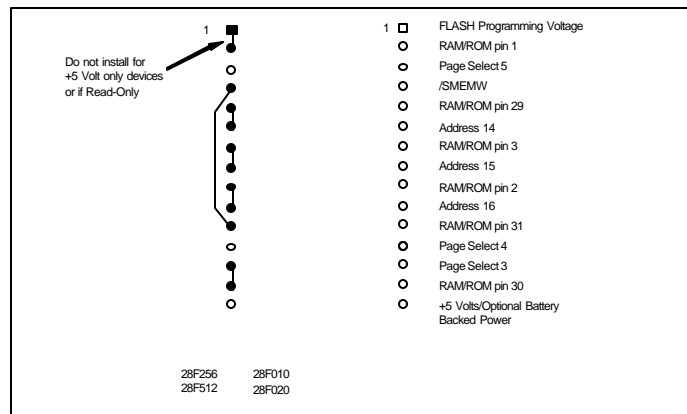 1
1 FLASH Programming Voltage
Do not install for
+5 Volt only devices
or if Read-Only
RAM/ROM pin 1
Page Select 5
/SMEMW
RAM/ROM pin 29
Address 14
RAM/ROM pin 3
Address 15
RAM/ROM pin 2
Address 16
RAM/ROM pin 31
Page Select 4
Page Select 3
RAM/ROM pin 30
+5 Volts/Optional Battery
Backed Power
28F256 28F010
28F512 28F020